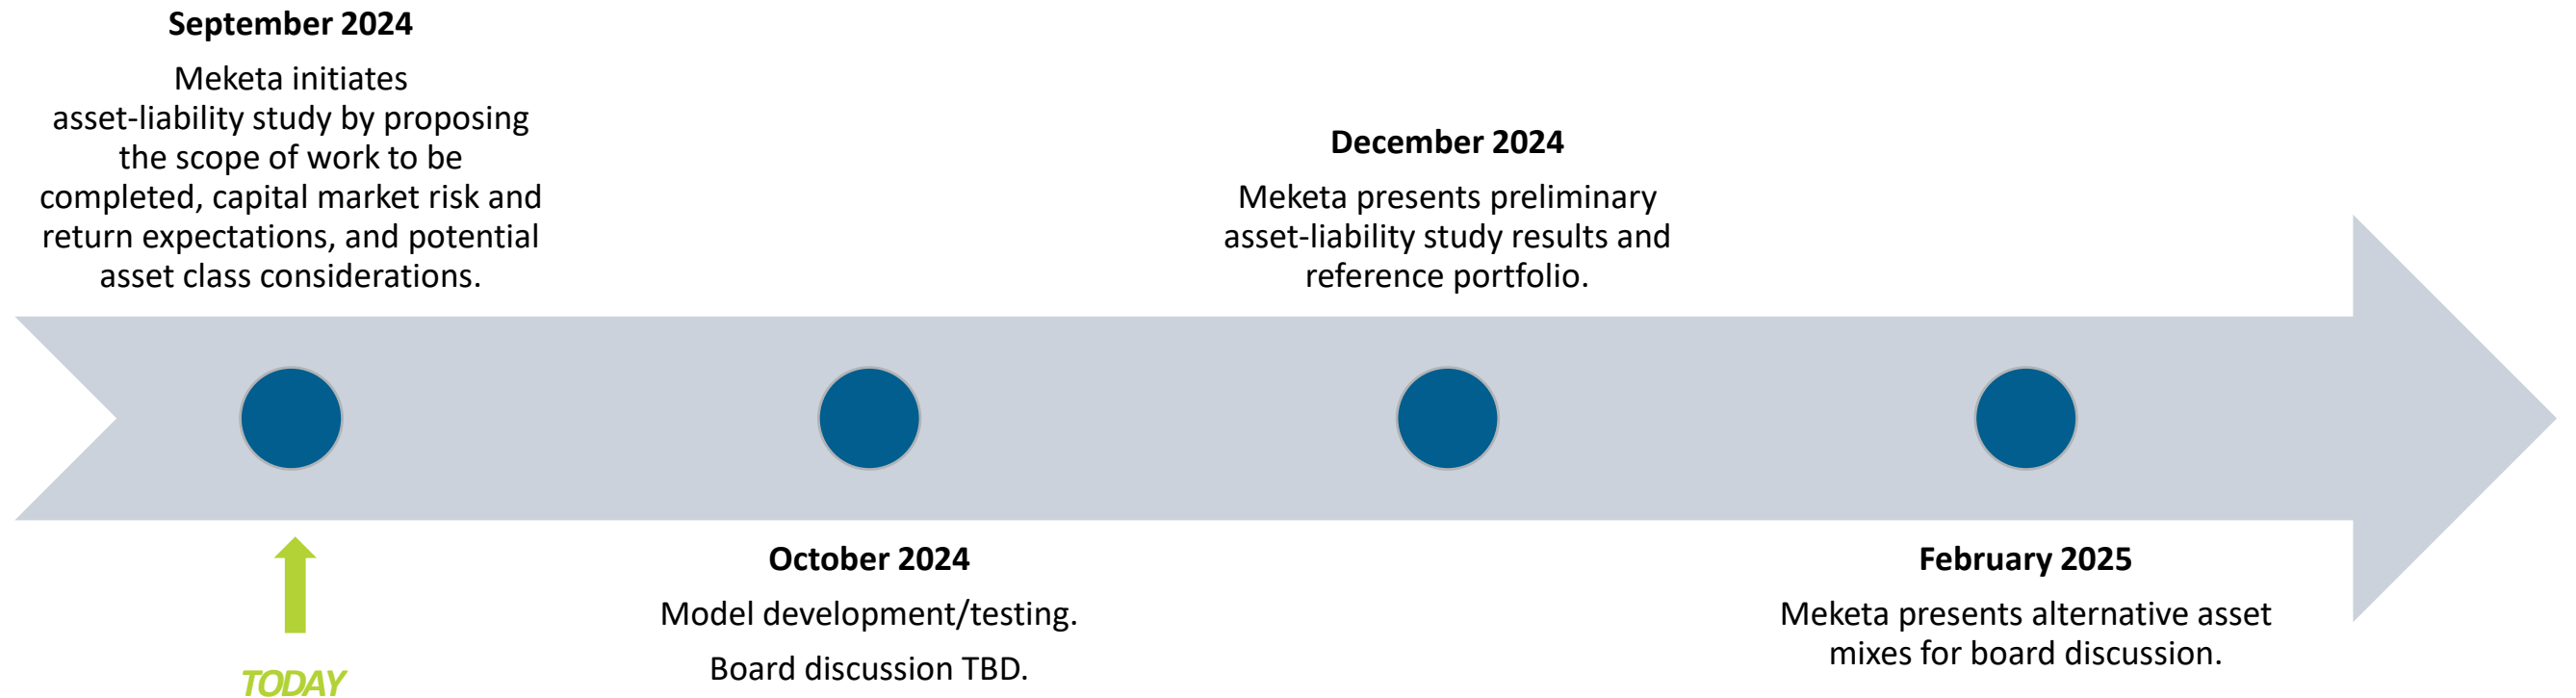 September 2024
Meketa initiates
asset-liability study by proposing
the scope of work to be
completed, capital market risk and
return expectations, and potential
asset class considerations.
TODAY
October 2024
Model development/testing.
Board discussion TBD.
December 2024
Meketa presents preliminary
asset-liability study results and
reference portfolio.
February 2025
Meketa presents alternative asset
mixes for board discussion.